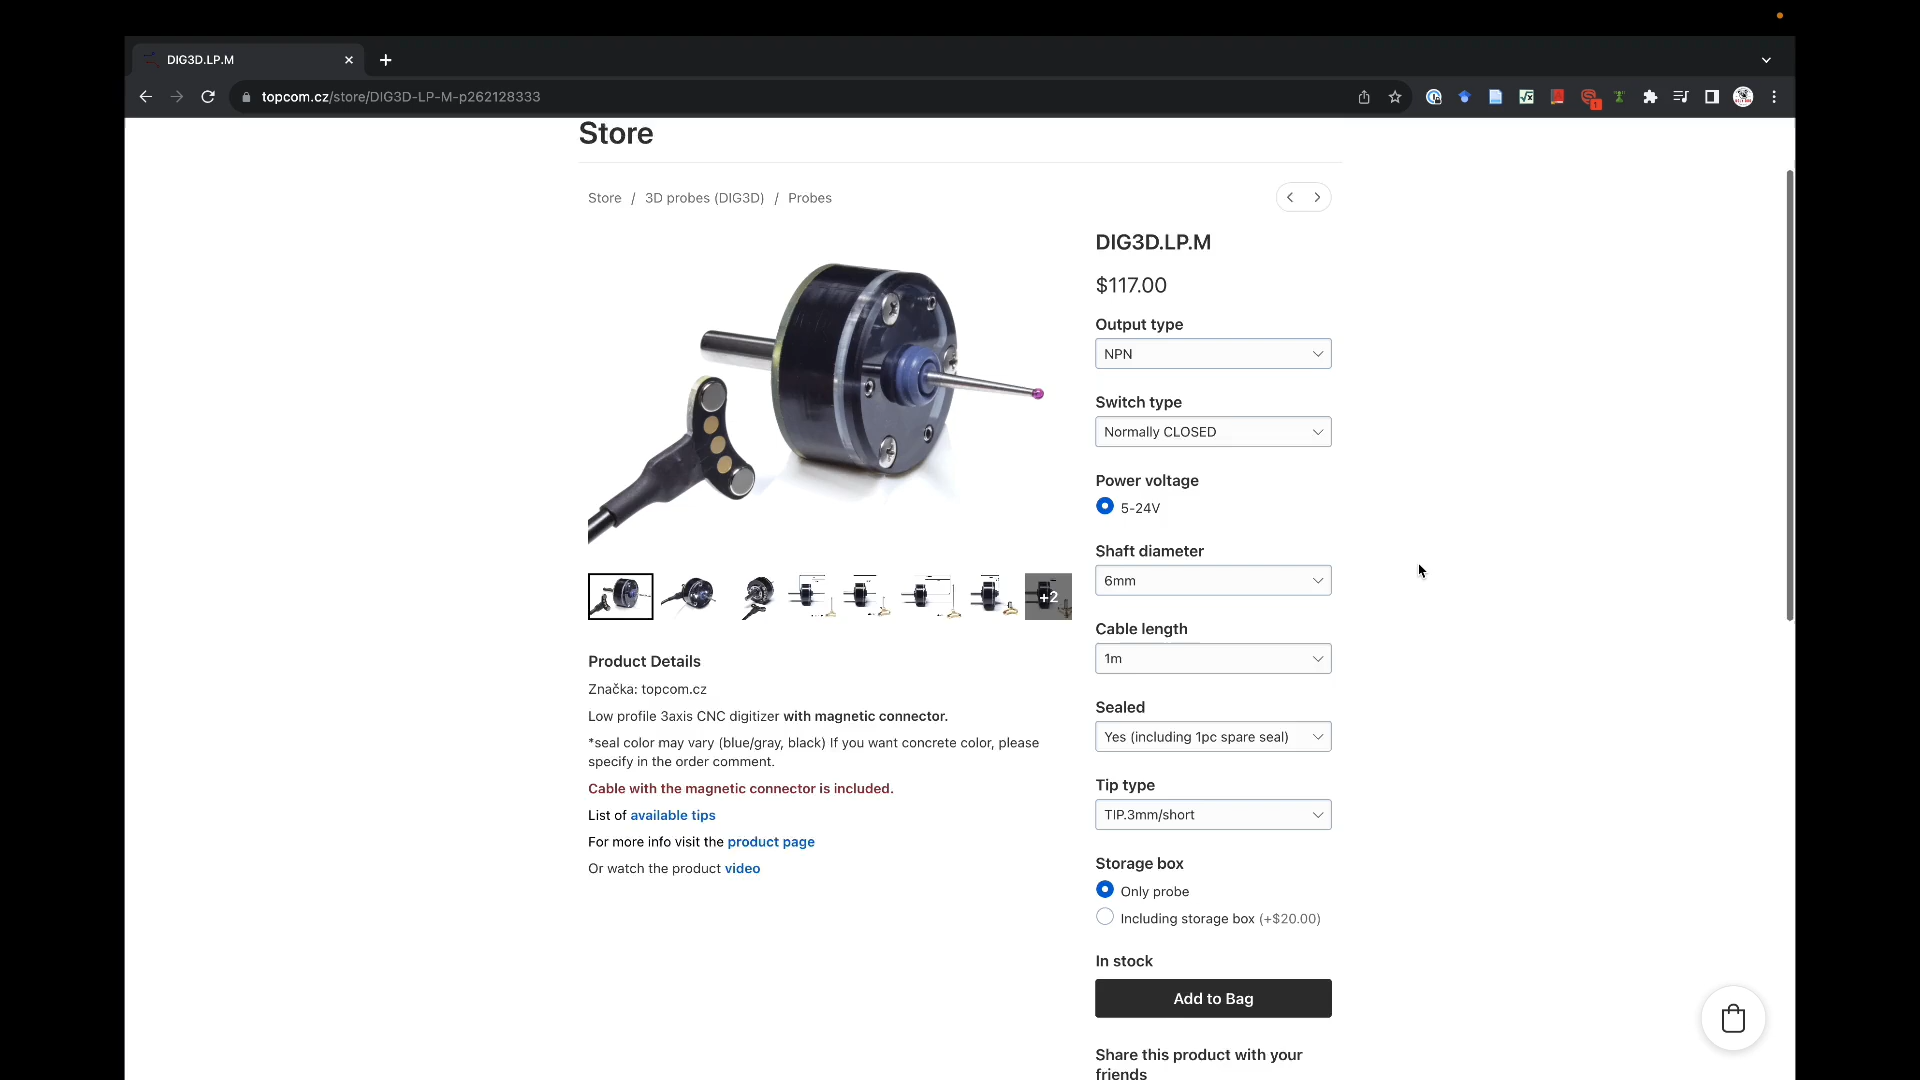 DIG3D.LP.M
topcom.cz/store/DIG3D-LP-M-p262128333
1
Store
Store / 3D probes (DIG3D) / Probes
DIG3D.LP.M
$117.00
Output type
NPN
Switch type
Normally CLOSED
Power voltage
5-24V
Shaft diameter
6mm
Cable length
1m
Sealed
Yes (including 1pc spare seal)
Tip type
TIP.3mm/short
Storage box
Only probe
Including storage box (+$20.00)
In stock
Add to Bag
Share this product with your
friends
+2
Product Details
Značka: topcom.cz
Low profile 3axis CNC digitizer with magnetic connector.
*seal color may vary (blue/gray, black) If you want concrete color, please
specify in the order comment.
Cable with the magnetic connector is included.
List of available tips
For more info visit the product page
Or watch the product video